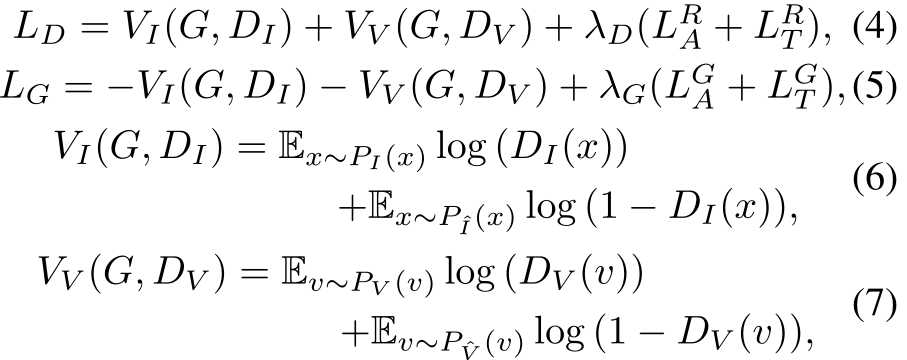 L_D = V_I(G, D_I) + V_V(G, D_V) + λ_D(L_A^R + L_T^R), (4)
L_G = −V_I(G, D_I) − V_V(G, D_V) + λ_G(L_A^G + L_T^G), (5)
V_I(G, D_I) = 𝔼_{x∼P_I(x)} log (D_I(x))
+𝔼_{x∼P_{Î}(x)} log (1 − D_I(x)), (6)
V_V(G, D_V) = 𝔼_{v∼P_V(v)} log (D_V(v))
+𝔼_{v∼P_{V̂}(v)} log (1 − D_V(v)), (7)